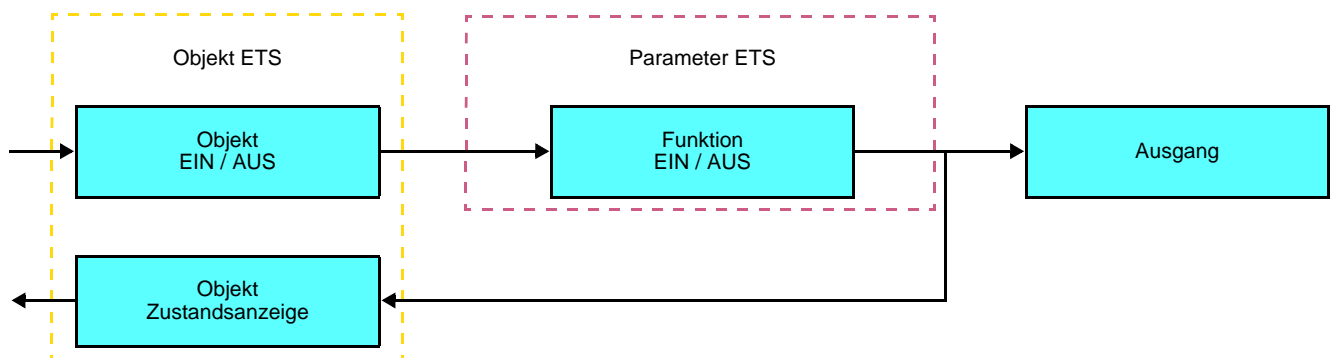 Objekt ETS
Parameter ETS
Objekt
EIN / AUS
Funktion
EIN / AUS
Ausgang
Objekt
Zustandsanzeige